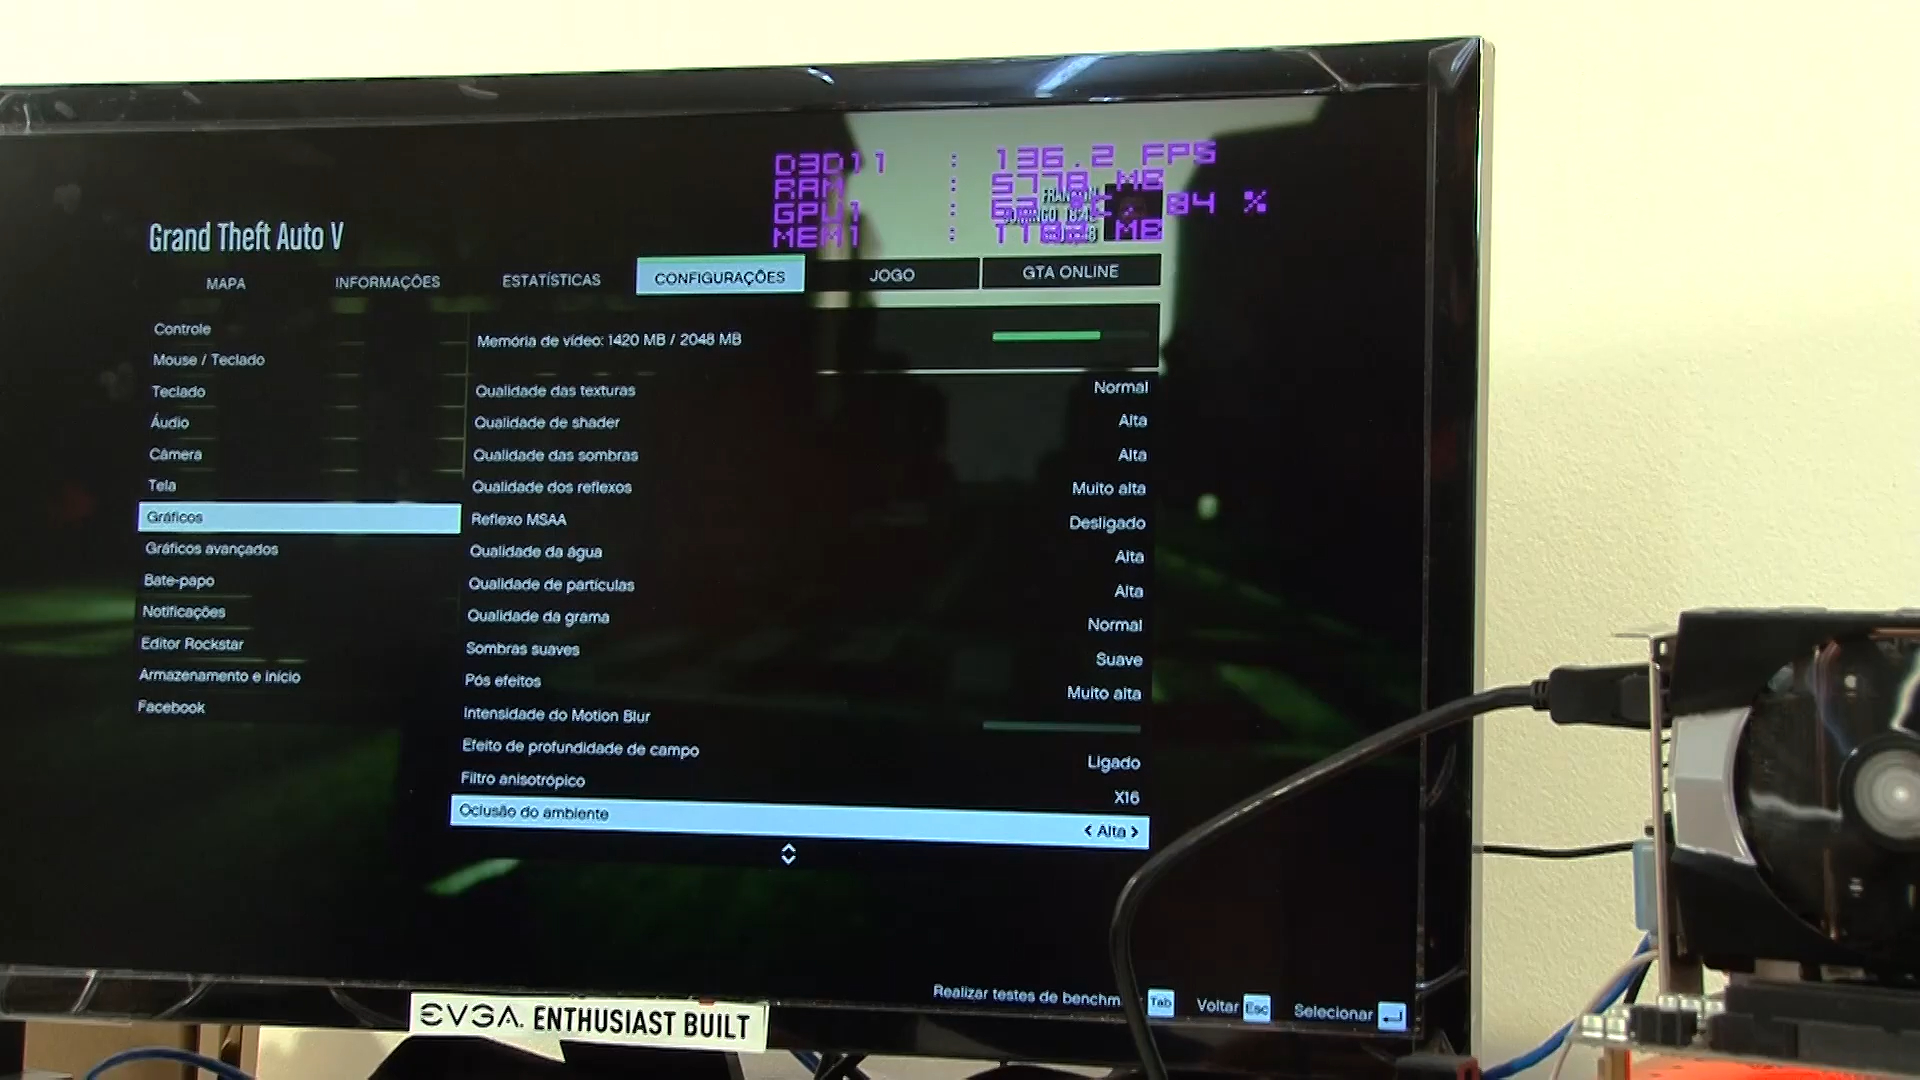 D3D11 : 136.2 FPS
RAM : 5778 MB
GPU1 : °C, 84 %
MEM1 : MB
Grand Theft Auto V
MAPA INFORMAÇÕES ESTATÍSTICAS CONFIGURAÇÕES JOGO GTA ONLINE
Controle
Mouse / Teclado
Teclado
Áudio
Câmera
Tela
Gráficos
Gráficos avançados
Bate-papo
Notificações
Editor Rockstar
Armazenamento e início
Facebook
Memória de vídeo: 1420 MB / 2048 MB
Qualidade das texturas Normal
Qualidade de shader Alta
Qualidade das sombras Alta
Qualidade dos reflexos Muito alta
Reflexo MSAA Desligado
Qualidade da água Alta
Qualidade de partículas Alta
Qualidade da grama Normal
Sombras suaves Suave
Pós efeitos Muito alta
Intensidade do Motion Blur
Efeito de profundidade de campo Ligado
Filtro anisotrópico X16
Oclusão do ambiente < Alta >
Realizar testes de benchm Tab Voltar Esc Selecionar
EVGA. ENTHUSIAST BUILT